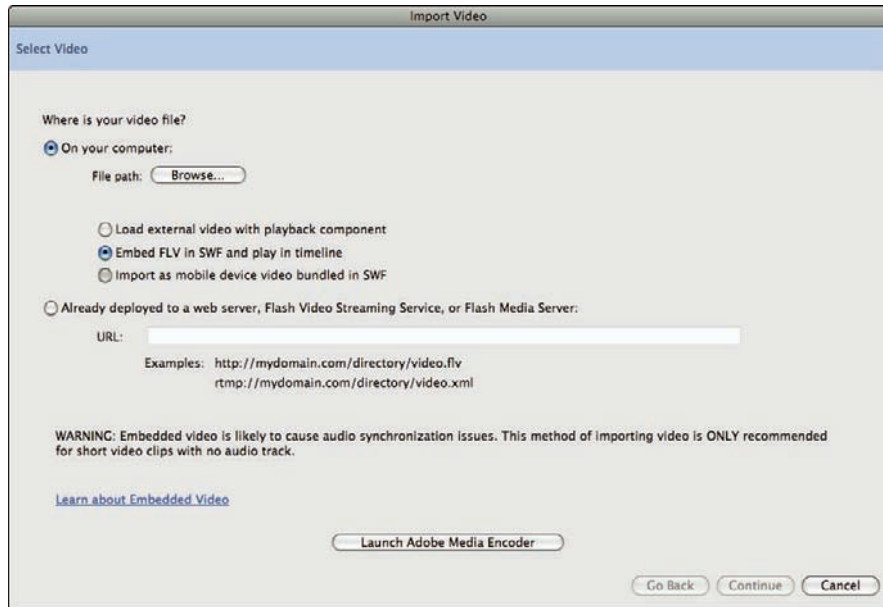 Import Video
Select Video
Where is your video file?
On your computer:
File path: Browse...
Load external video with playback component
Embed FLV in SWF and play in timeline
Import as mobile device video bundled in SWF
Already deployed to a web server, Flash Video Streaming Service, or Flash Media Server:
URL:
Examples: http://mydomain.com/directory/video.flv
rtmp://mydomain.com/directory/video.xml
WARNING: Embedded video is likely to cause audio synchronization issues. This method of importing video is ONLY recommended
for short video clips with no audio track.
Learn about Embedded Video
Launch Adobe Media Encoder
Go Back Continue Cancel